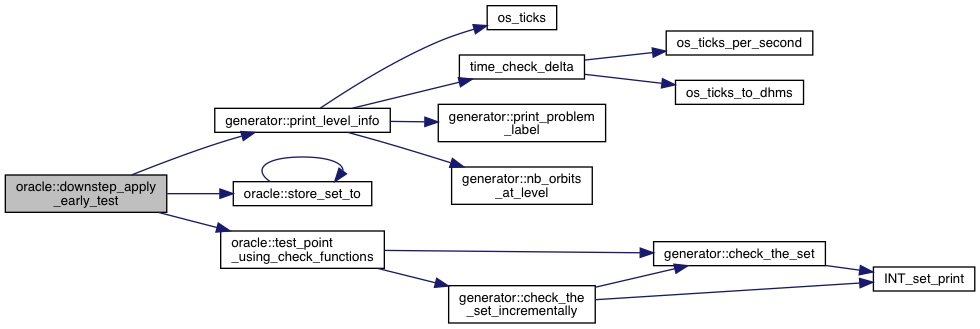 os_ticks
os_ticks_per_second
time_check_delta
os_ticks_to_dhms
generator::print_level_info
generator::print_problem
_label
generator::nb_orbits
_at_level
oracle::downstep_apply
_early_test
oracle::store_set_to
oracle::test_point
_using_check_functions
generator::check_the_set
INT_set_print
generator::check_the
_set_incrementally